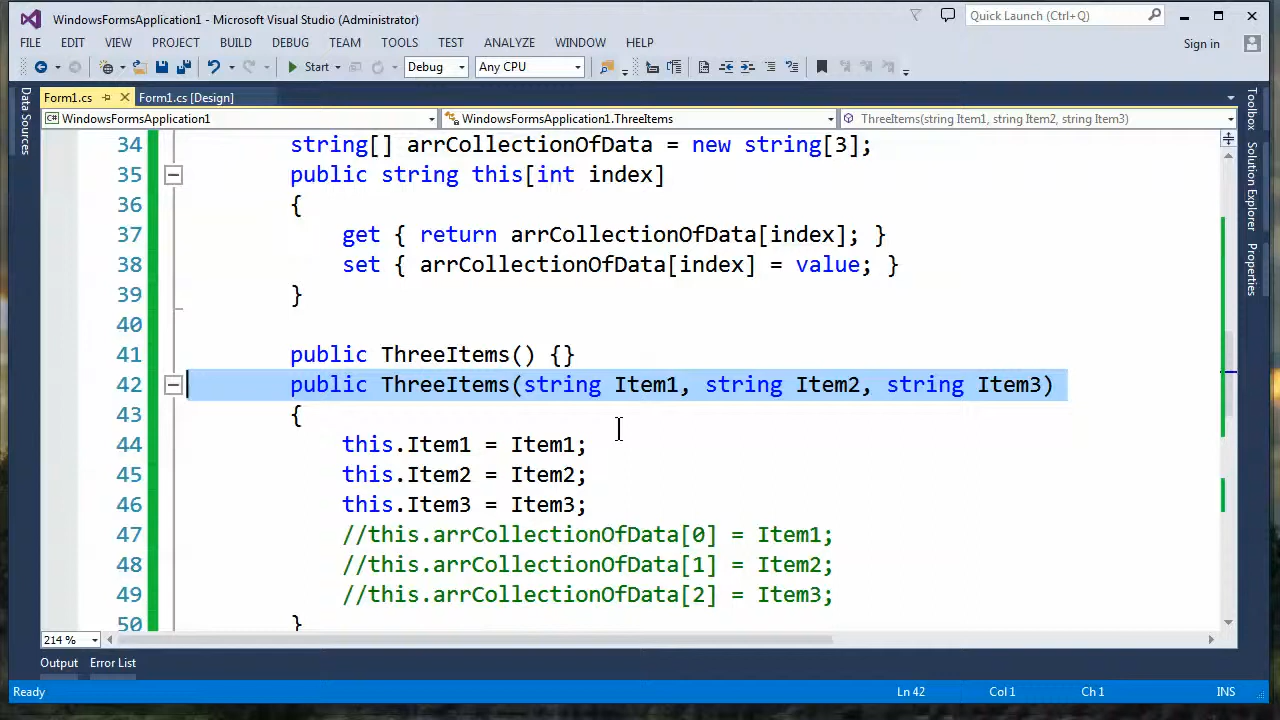 WindowsFormsApplication1 - Microsoft Visual Studio (Administrator)
Quick Launch (Ctrl+Q)
FILE EDIT VIEW PROJECT BUILD DEBUG TEAM TOOLS TEST ANALYZE WINDOW HELP
Sign in
Start Debug Any CPU
Form1.cs Form1.cs [Design]
WindowsFormsApplication1 WindowsFormsApplication1.ThreeItems ThreeItems(string Item1, string Item2, string Item3)
Data Sources
Toolbox
Solution Explorer
Properties
34 string[] arrCollectionOfData = new string[3];
35 public string this[int index]
36 {
37 get { return arrCollectionOfData[index]; }
38 set { arrCollectionOfData[index] = value; }
39 }
40
41 public ThreeItems() {}
42 public ThreeItems(string Item1, string Item2, string Item3)
43 {
44 this.Item1 = Item1;
45 this.Item2 = Item2;
46 this.Item3 = Item3;
47 //this.arrCollectionOfData[0] = Item1;
48 //this.arrCollectionOfData[1] = Item2;
49 //this.arrCollectionOfData[2] = Item3;
50 }
214 %
Output Error List
Ready Ln 42 Col 1 Ch 1 INS